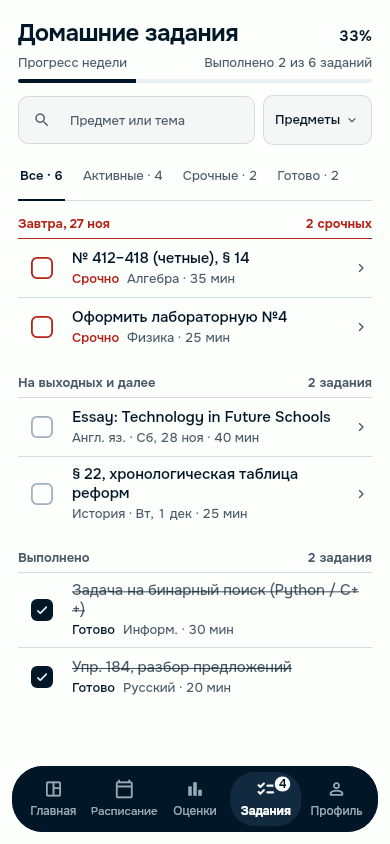 Домашние задания
33%
Прогресс недели
Выполнено 2 из 6 заданий
Предмет или тема
Предметы
Все · 6
Активные · 4
Срочные · 2
Готово · 2
Завтра, 27 ноя
2 срочных
№ 412–418 (четные), § 14
Срочно Алгебра · 35 мин
Оформить лабораторную №4
Срочно Физика · 25 мин
На выходных и далее
2 задания
Essay: Technology in Future Schools
Англ. яз. · Сб, 28 ноя · 40 мин
§ 22, хронологическая таблица
реформ
История · Вт, 1 дек · 25 мин
Выполнено
2 задания
Задача на бинарный поиск (Python / C+
+)
Готово Информ. · 30 мин
Упр. 184, разбор предложений
Готово Русский · 20 мин
4
Главная
Расписание
Оценки
Задания
Профиль